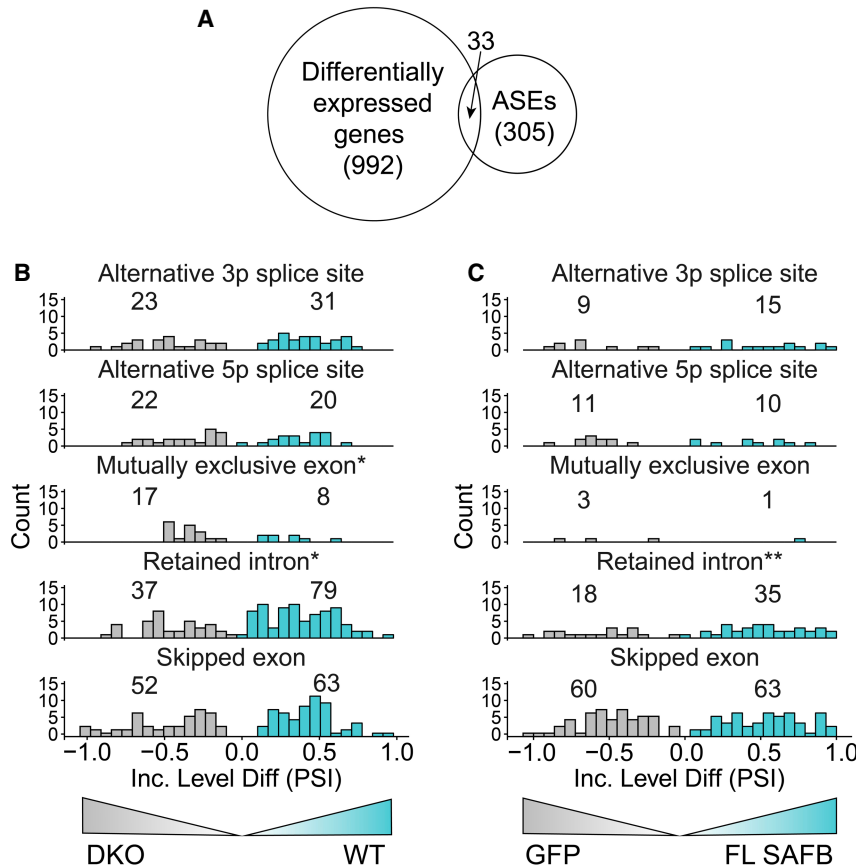 A
33
Differentially
expressed
genes
(992)
ASEs
(305)
B
Alternative 3p splice site
15
10
5
0
23
31
Alternative 5p splice site
15
10
5
0
22
20
Mutually exclusive exon*
15
10
5
0
17
8
Retained intron*
15
10
5
0
37
79
Skipped exon
15
10
5
0
52
63
Count
−1.0 −0.5 0.0 0.5 1.0
Inc. Level Diff (PSI)
DKO WT
C
Alternative 3p splice site
15
10
5
0
9
15
Alternative 5p splice site
15
10
5
0
11
10
Mutually exclusive exon
15
10
5
0
3
1
Retained intron**
15
10
5
0
18
35
Skipped exon
15
10
5
0
60
63
Count
−1.0 −0.5 0.0 0.5 1.0
Inc. Level Diff (PSI)
GFP FL SAFB